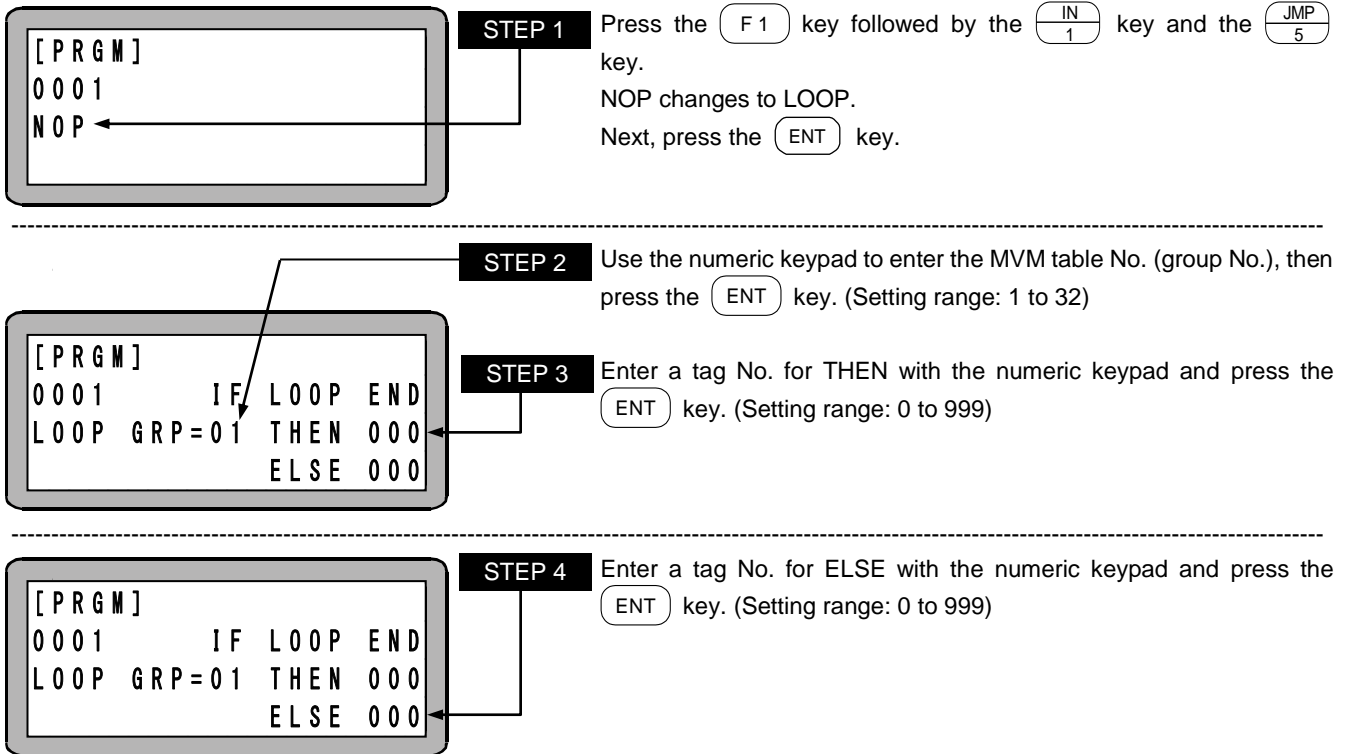 [PRGM]
0001
NOP
STEP 1
Press the F1 key followed by the IN 1 key and the JMP 5
key.
NOP changes to LOOP.
Next, press the ENT key.
STEP 2
Use the numeric keypad to enter the MVM table No. (group No.), then
press the ENT key. (Setting range: 1 to 32)
[PRGM]
0001 IF LOOP END
LOOP GRP=01 THEN 000
ELSE 000
STEP 3
Enter a tag No. for THEN with the numeric keypad and press the
ENT key. (Setting range: 0 to 999)
[PRGM]
0001 IF LOOP END
LOOP GRP=01 THEN 000
ELSE 000
STEP 4
Enter a tag No. for ELSE with the numeric keypad and press the
ENT key. (Setting range: 0 to 999)